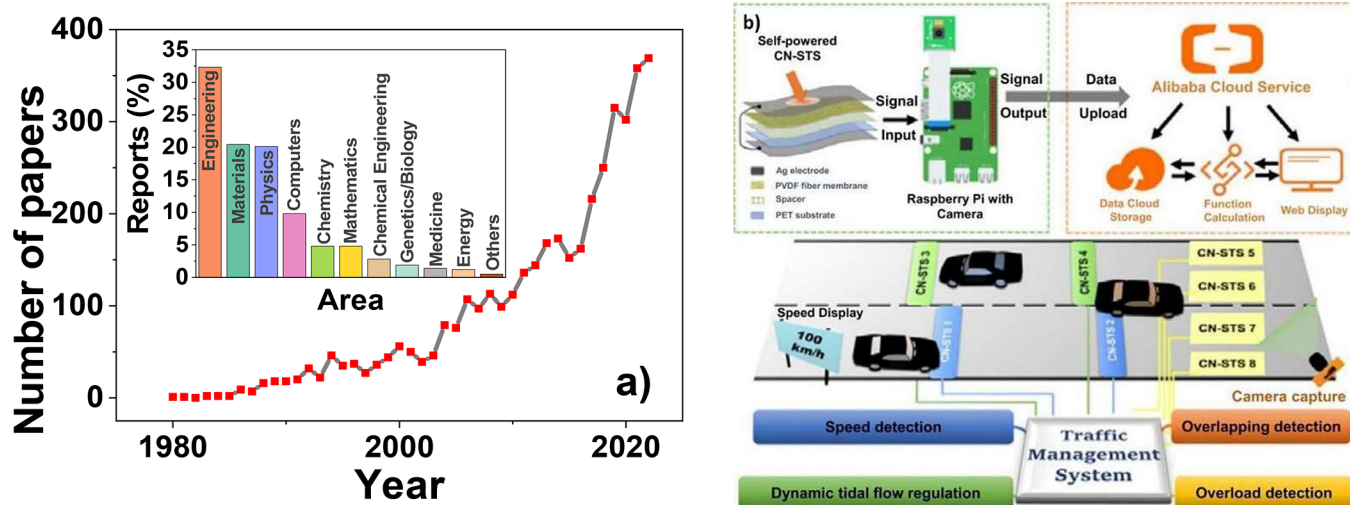 400
300
200
100
0
Number of papers
1980
2000
2020
Year
a)
35
30
25
20
15
10
5
0
Reports (%)
Engineering
Materials
Physics
Computers
Chemistry
Mathematics
Chemical Engineering
Genetics/Biology
Medicine
Energy
Others
Area
b)
Self-powered
CN-STS
Signal
Input
Ag electrode
PVDF fiber membrane
Spacer
PET substrate
Raspberry Pi with
Camera
Signal
Output
Data
Upload
Alibaba Cloud Service
Data Cloud
Storage
Function
Calculation
Web Display
CN-STS 3
CN-STS 4
CN-STS 5
CN-STS 6
CN-STS 7
CN-STS 8
Speed Display
100
km/h
CN-STS 1
CN-STS 2
Camera capture
Speed detection
Overlapping detection
Traffic
Management
System
Dynamic tidal flow regulation
Overload detection